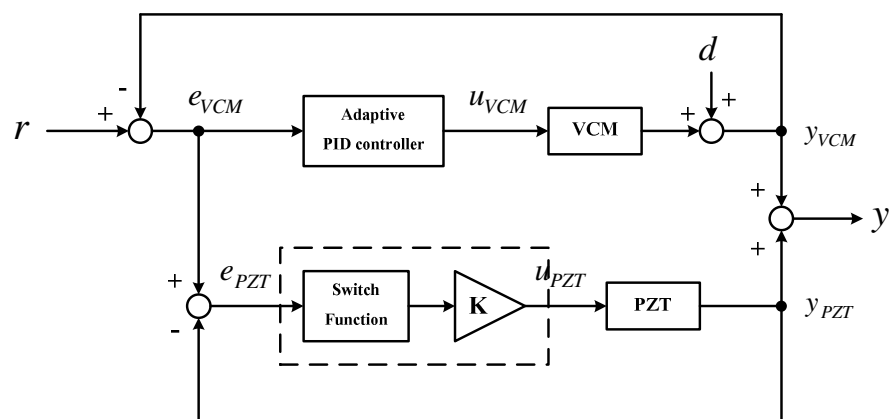 d
-
e_VCM
u_VCM
+
+
+
r
Adaptive
PID controller
VCM
y_VCM
+
y
+
+
e_PZT
-
Switch
Function
K
u_PZT
PZT
y_PZT